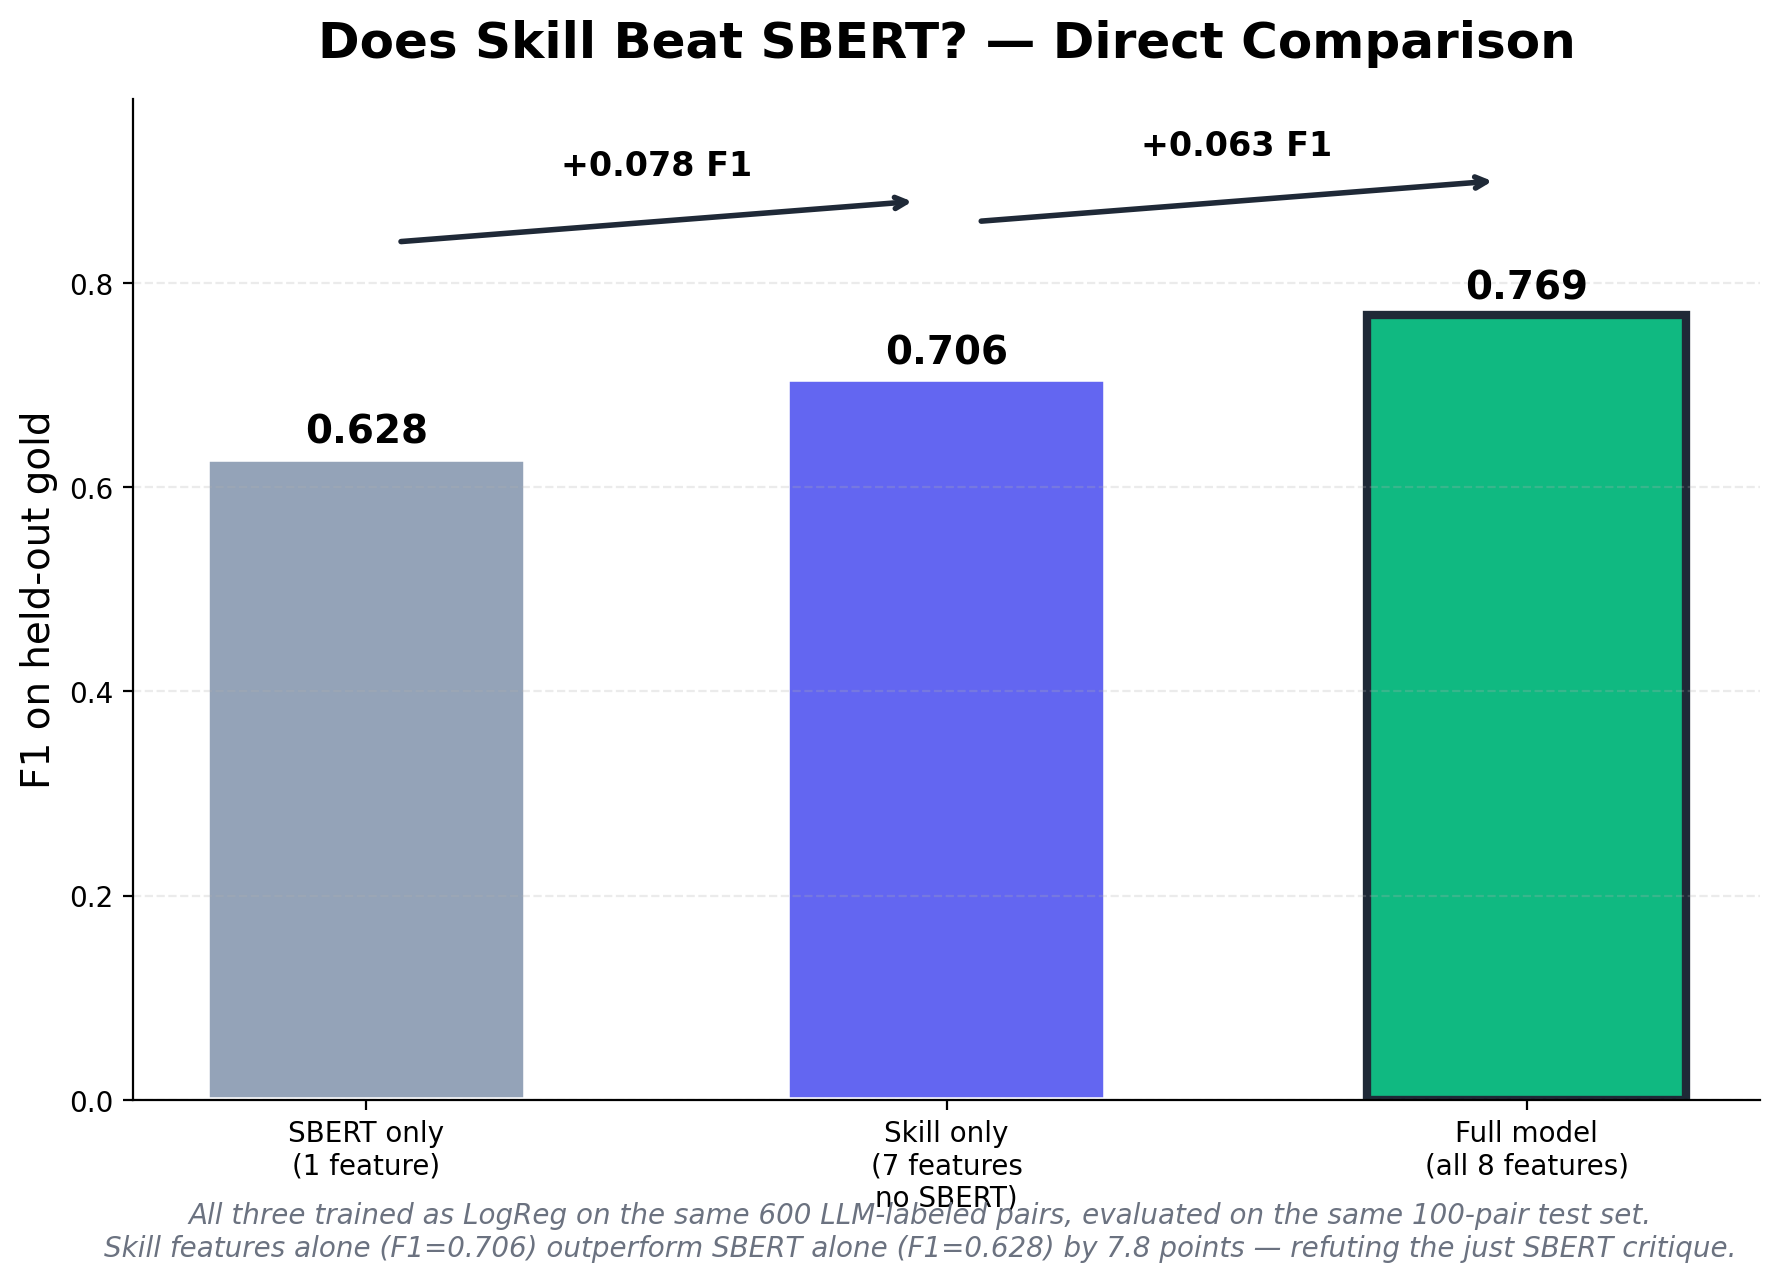 Does Skill Beat SBERT? — Direct Comparison
+0.078 F1
+0.063 F1
0.628
0.706
0.769
F1 on held-out gold
0.8
0.6
0.4
0.2
0.0
SBERT only
(1 feature)
Skill only
(7 features
no SBERT)
Full model
(all 8 features)
All three trained as LogReg on the same 600 LLM-labeled pairs, evaluated on the same 100-pair test set.
Skill features alone (F1=0.706) outperform SBERT alone (F1=0.628) by 7.8 points — refuting the just SBERT critique.